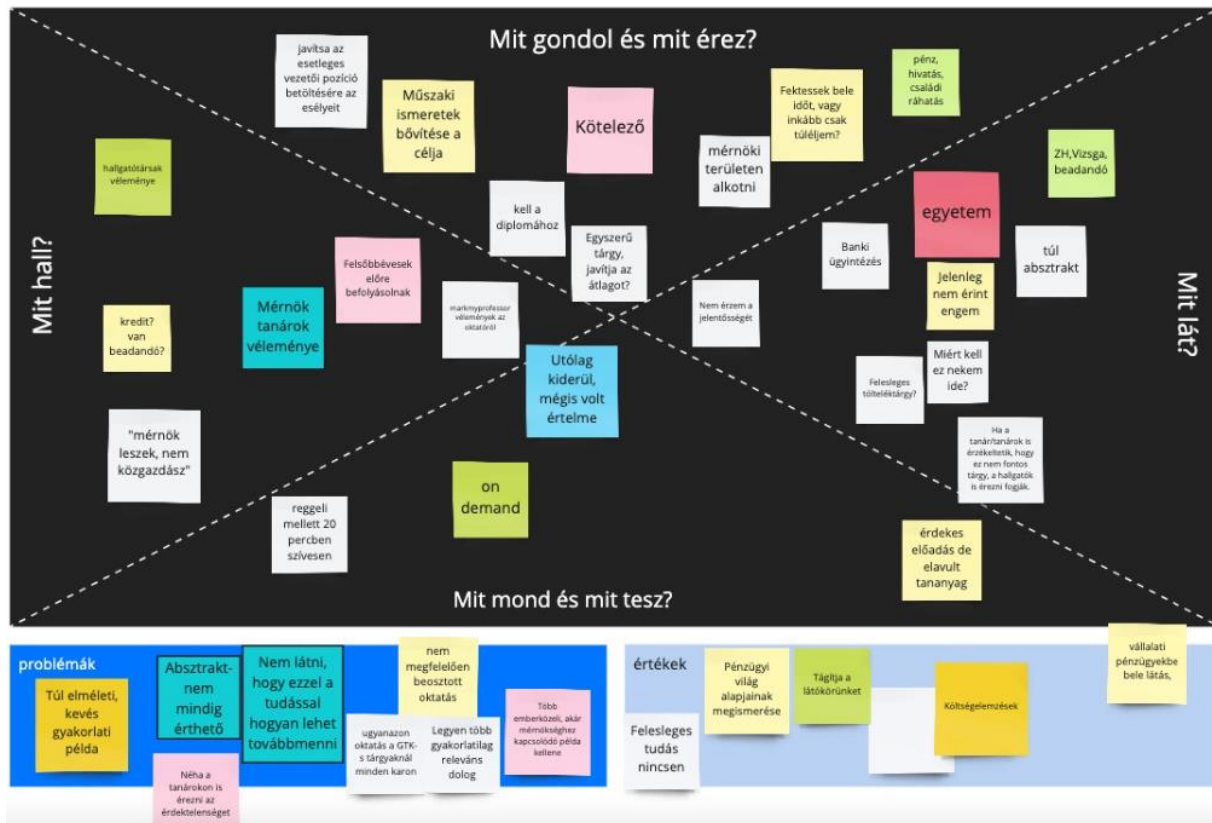 Mit gondol és mit érez?
javítsa az
esetleges
vezetői pozíció
betöltésére az
esélyeit
Műszaki
ismeretek
bővítése a
célja
Kötelező
mérnöki
területen
alkotni
Fektessek bele
időt, vagy
inkább csak
túléljem?
pénz,
hivatás,
családi
ráhatás
kell a
diplomához
Egyszerű
tárgy,
javítja az
átlagot?
Mit hall?
hallgatótársak
véleménye
Felsőbbévesek
előre
befolyásolnak
Mérnök
tanárok
véleménye
markmyprofessor
vélemények az
oktatóról
kredit?
van
beadandó?
"mérnök
leszek, nem
közgazdász"
Mit lát?
ZH,Vizsga,
beadandó
egyetem
túl
absztrakt
Banki
ügyintézés
Jelenleg
nem érint
engem
Nem érzem a
jelentősségét
Miért kell
ez nekem
ide?
Felesleges
tölteléktárgy?
Ha a
tanár/tanárok is
érzékeltetik, hogy
ez nem fontos
tárgy, a hallgatók
is érezni fogják.
Utólag
kiderül,
mégis volt
értelme
on
demand
reggeli
mellett 20
percben
szívesen
érdekes
előadás de
elavult
tananyag
Mit mond és mit tesz?
problémák
Túl elméleti,
kevés
gyakorlati
példa
Absztrakt-
nem
mindig
érthető
Néha a
tanárokon is
érezni az
érdektelenséget
Nem látni,
hogy ezzel a
tudással
hogyan lehet
továbbmenni
nem
megfelelően
beosztott
oktatás
ugyanazon
oktatás a GTK-
s tárgyaknál
minden karon
Legyen több
gyakorlatilag
releváns
dolog
Több
emberközeli, akár
mérnökséghez
kapcsolódó példa
kellene
értékek
Felesleges
tudás
nincsen
Pénzügyi
világ
alapjainak
megismerése
Tágítja a
látókörünket
Költségelemzések
vállalati
pénzügyekbe
bele látás,